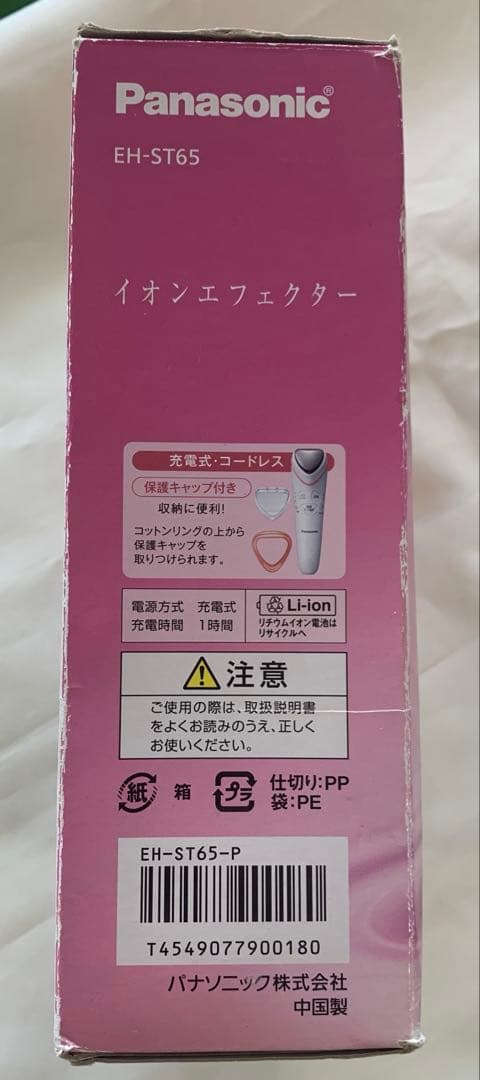 Panasonic®
EH-ST65
イオンエフェクター
充電式・コードレス
保護キャップ付き
収納に便利!
コットンリングの上から
保護キャップを
取りつけられます。
Panasonic
電源方式 充電式
充電時間 1時間
Li-ion
リチウムイオン電池は
リサイクルへ
注意
ご使用の際は、取扱説明書
をよくお読みのうえ、正しく
お使いください。
紙 箱
プラ 仕切り:PP
袋:PE
EH-ST65-P
T4549077900180
パナソニック株式会社
中国製